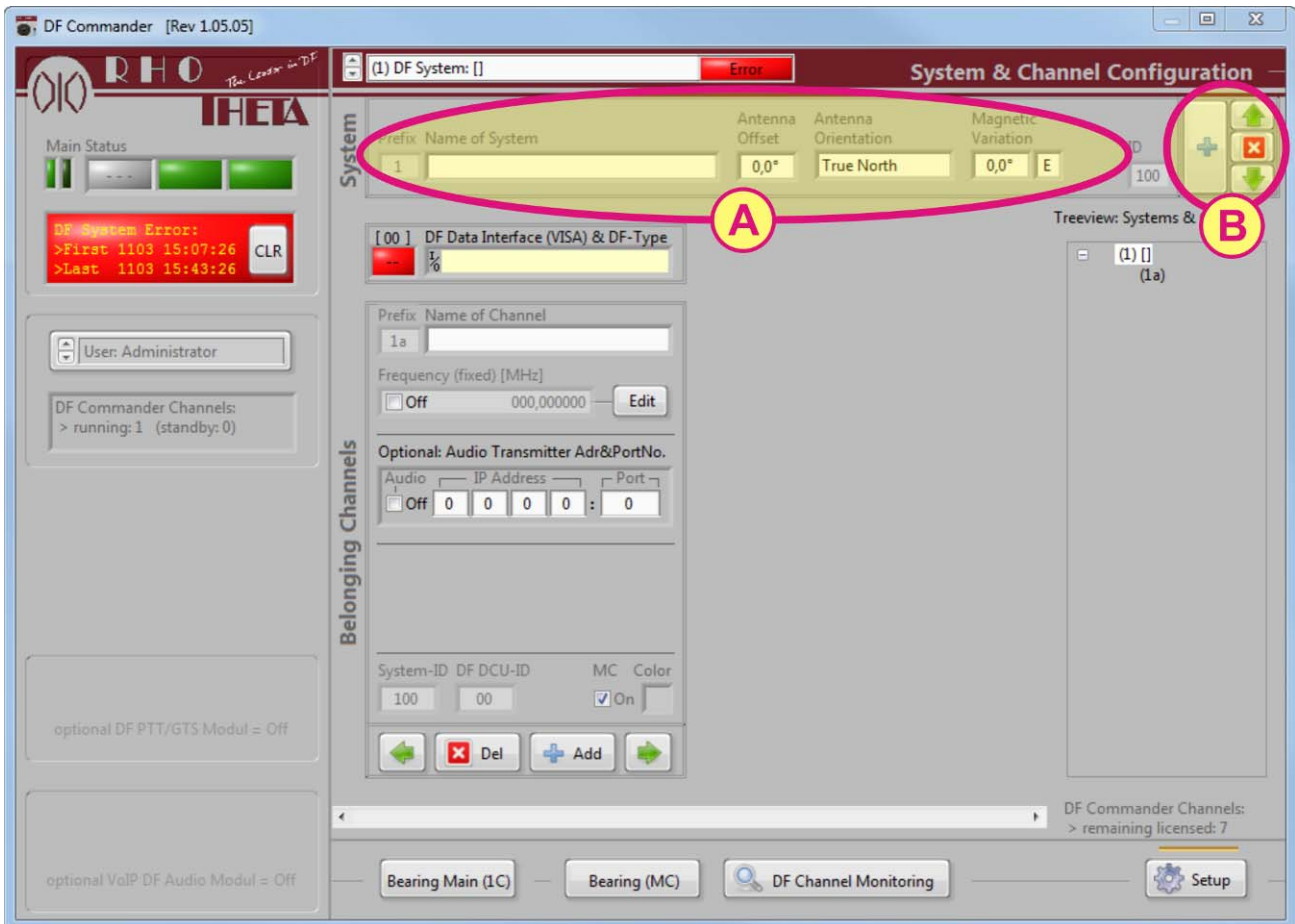 DF Commander [Rev 1.05.05]
RHO The Leader in DF
THETA
Main Status
---
DF System Error:
>First 1103 15:07:26
>Last 1103 15:43:26
CLR
User: Administrator
DF Commander Channels:
> running: 1 (standby: 0)
optional DF PTT/GTS Modul = Off
optional VoIP DF Audio Modul = Off
(1) DF System: [] Error
System & Channel Configuration
System
Prefix Name of System Antenna Offset Antenna Orientation Magnetic Variation
1 0,0° True North 0,0° E 100
A
B
[ 00 ] DF Data Interface (VISA) & DF-Type
--
I/O
Treeview: Systems &
(1) []
(1a)
Belonging Channels
Prefix Name of Channel
1a
Frequency (fixed) [MHz]
Off 000,000000 Edit
Optional: Audio Transmitter Adr&PortNo.
Audio IP Address Port
Off 0 0 0 0 : 0
System-ID DF DCU-ID MC Color
100 00 On
Del Add
DF Commander Channels:
> remaining licensed: 7
Bearing Main (1C) Bearing (MC) DF Channel Monitoring Setup